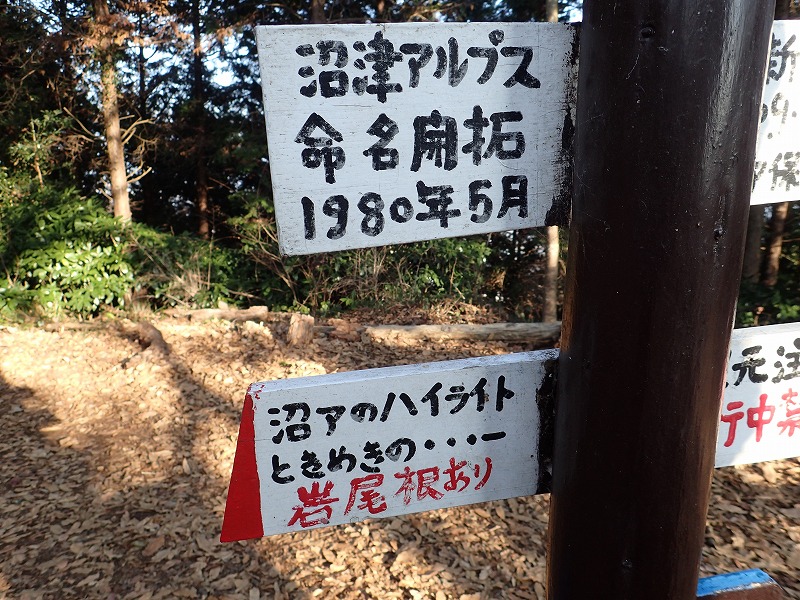 沼津アルプス
命名開拓
1980年5月
沼アのハイライト
ときめきの・・・ー
岩尾根あり